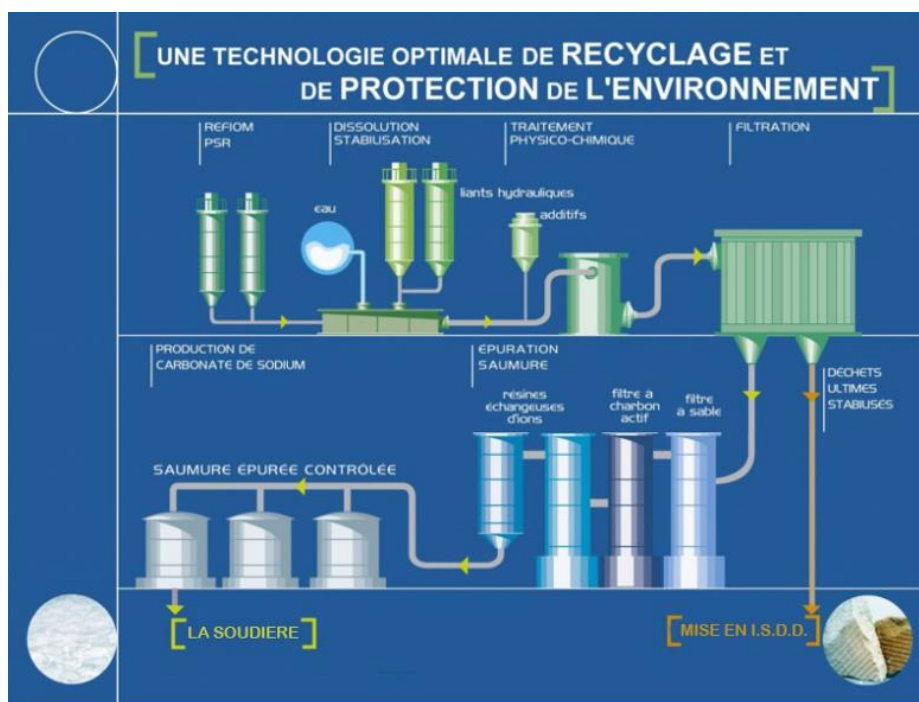 UNE TECHNOLOGIE OPTIMALE DE RECYCLAGE ET
DE PROTECTION DE L'ENVIRONNEMENT
REFIOM
PSR
DISSOLUTION
STABILISATION
TRAITEMENT
PHYSICO-CHIMIQUE
FILTRATION
eau
liants hydrauliques
additifs
PRODUCTION DE
CARBONATE DE SODIUM
EPURATION
SAUMURE
DECHETS
ULTIMES
STABILISES
résines
échangeuses
d'ions
filtre à
charbon
actif
filtre
à sable
SAUMURE ÉPURÉE CONTRÔLÉE
LA SOUDIERE
MISE EN I.S.D.D.